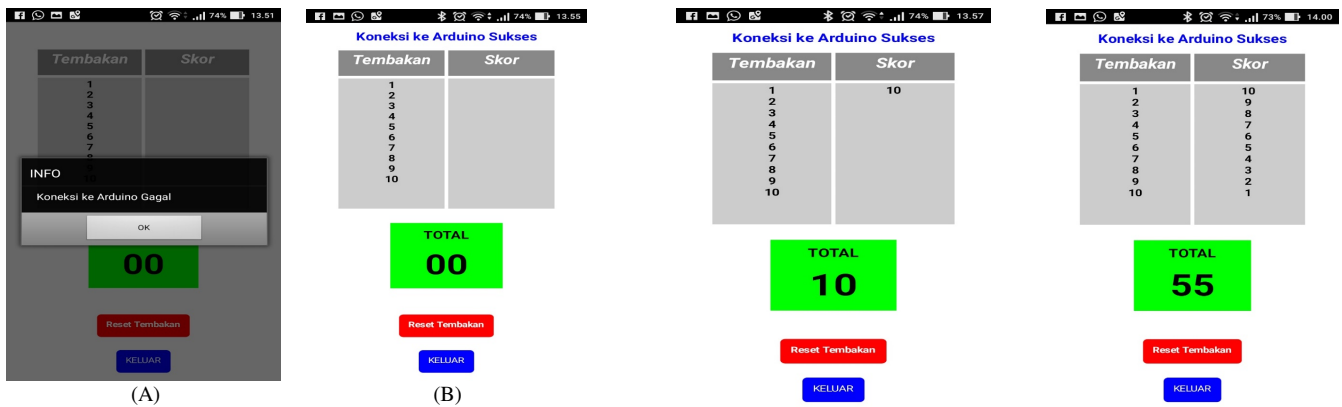 74% 13.51
Tembakan Skor
1
2
3
4
5
6
7
INFO
Koneksi ke Arduino Gagal
OK
00
Reset Tembakan
KELUAR
(A)
74% 13.55
Koneksi ke Arduino Sukses
Tembakan Skor
1
2
3
4
5
6
7
8
9
10
TOTAL
00
Reset Tembakan
KELUAR
(B)
74% 13.57
Koneksi ke Arduino Sukses
Tembakan Skor
1 10
2
3
4
5
6
7
8
9
10
TOTAL
10
Reset Tembakan
KELUAR
73% 14.00
Koneksi ke Arduino Sukses
Tembakan Skor
1 10
2 9
3 8
4 7
5 6
6 5
7 4
8 3
9 2
10 1
TOTAL
55
Reset Tembakan
KELUAR